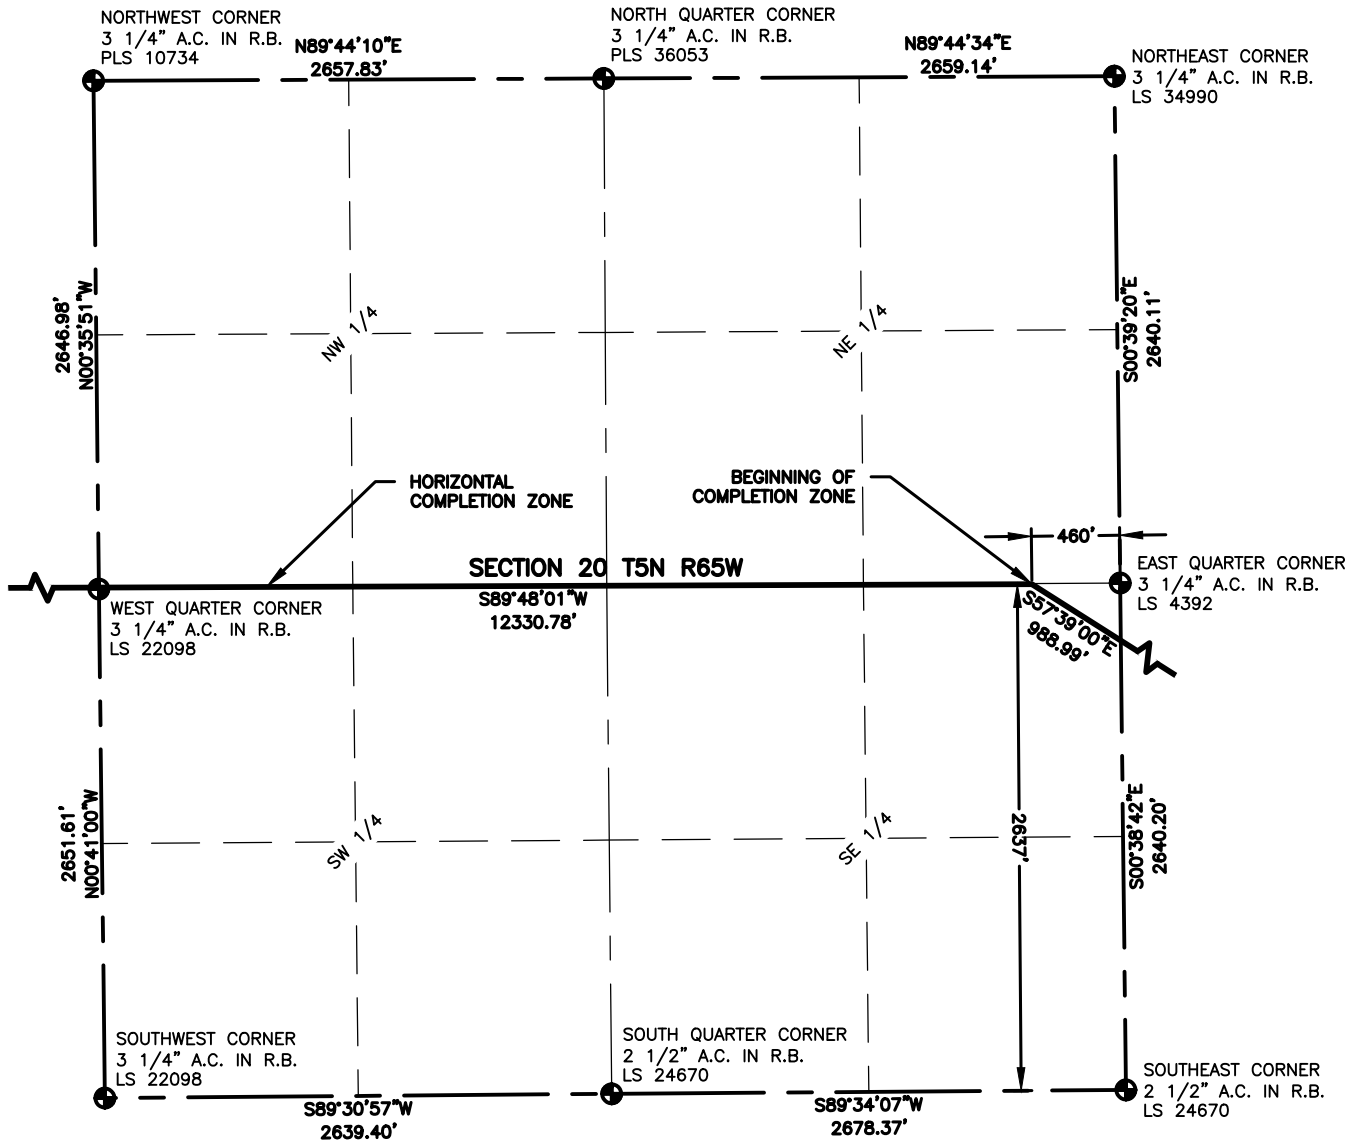 NORTHWEST CORNER
3 1/4" A.C. IN R.B.
PLS 10734
N89°44'10"E
2657.83'
NORTH QUARTER CORNER
3 1/4" A.C. IN R.B.
PLS 36053
N89°44'34"E
2659.14'
NORTHEAST CORNER
3 1/4" A.C. IN R.B.
LS 34990
2646.98'
N00°35'51"W
NW 1/4
NE 1/4
S00°39'20"E
2640.11'
HORIZONTAL
COMPLETION ZONE
BEGINNING OF
COMPLETION ZONE
460'
SECTION 20 T5N R65W
S89°48'01"W
12330.78'
EAST QUARTER CORNER
3 1/4" A.C. IN R.B.
LS 4392
WEST QUARTER CORNER
3 1/4" A.C. IN R.B.
LS 22098
S57°39'00"E
988.99'
2651.61'
N00°41'00"W
SW 1/4
SE 1/4
2637'
S00°38'42"E
2640.20'
SOUTHWEST CORNER
3 1/4" A.C. IN R.B.
LS 22098
S89°30'57"W
2639.40'
SOUTH QUARTER CORNER
2 1/2" A.C. IN R.B.
LS 24670
S89°34'07"W
2678.37'
SOUTHEAST CORNER
2 1/2" A.C. IN R.B.
LS 24670